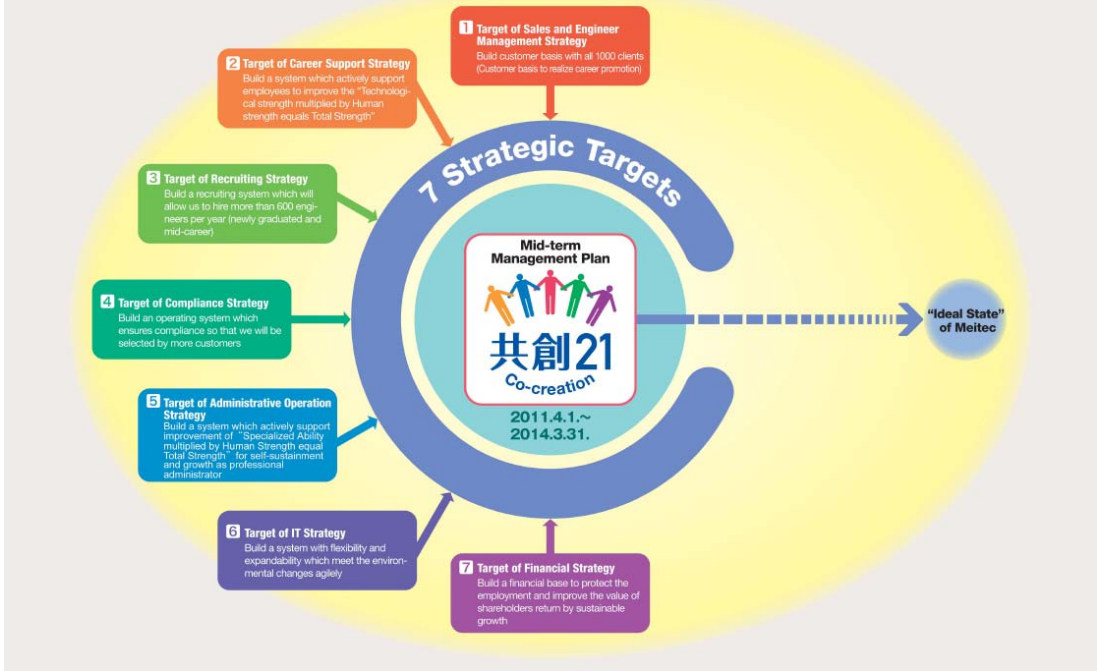 1 Target of Sales and Engineer
Management Strategy
Build customer basis with all 1000 clients
(Customer basis to realize career promotion)
2 Target of Career Support Strategy
Build a system which actively support
employees to improve the "Technologi-
cal strength multiplied by Human
strength equals Total Strength"
3 Target of Recruiting Strategy
Build a recruiting system which will
allow us to hire more than 600 engi-
neers per year (newly graduated and
mid-career)
4 Target of Compliance Strategy
Build an operating system which
ensures compliance so that we will be
selected by more customers
5 Target of Administrative Operation
Strategy
Build a system which actively support
improvement of "Specialized Ability
multiplied by Human Strength equal
Total Strength" for self-sustainment
and growth as professional
administrator
6 Target of IT Strategy
Build a system with flexibility and
expandability which meet the environ-
mental changes agilely
7 Target of Financial Strategy
Build a financial base to protect the
employment and improve the value of
shareholders return by sustainable
growth
7 Strategic Targets
Mid-term
Management Plan
共創21
Co-creation
2011.4.1.~
2014.3.31.
"Ideal State"
of Meitec